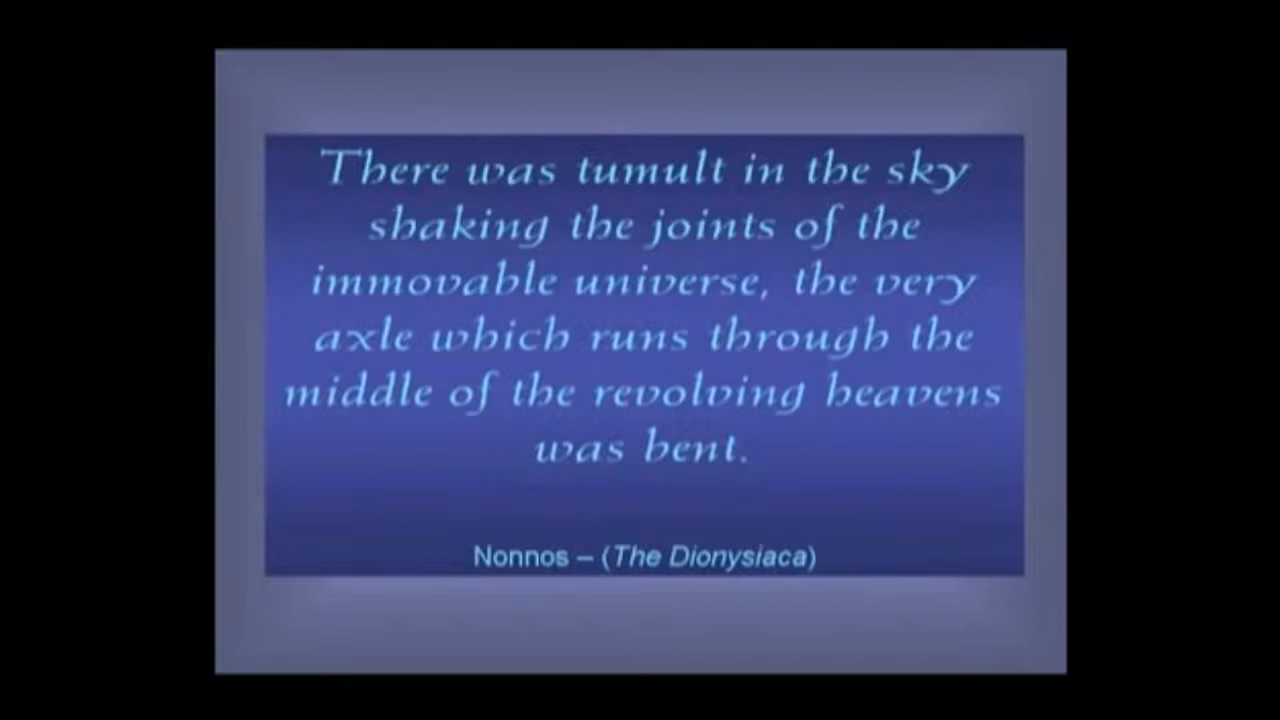 There was tumult in the sky
shaking the joints of the
immovable universe, the very
axle which runs through the
middle of the revolving heavens
was bent.
Nonnos – (The Dionysiaca)